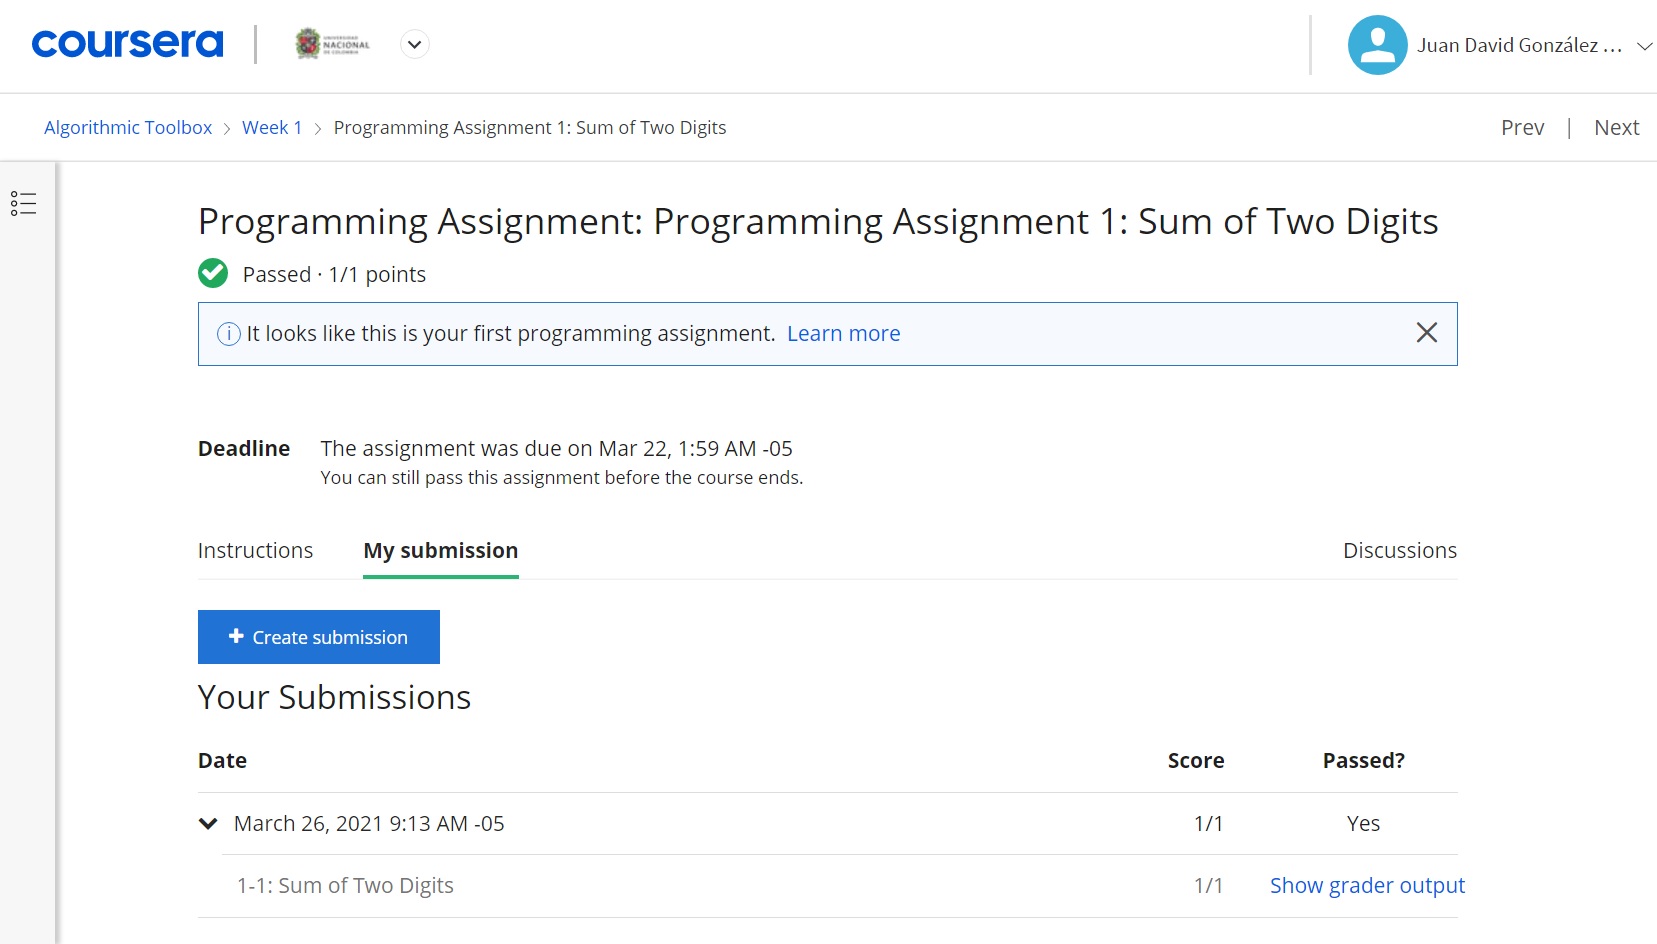 coursera
UNIVERSIDAD
NACIONAL
DE COLOMBIA
Juan David González ...
Algorithmic Toolbox > Week 1 > Programming Assignment 1: Sum of Two Digits
Prev | Next
Programming Assignment: Programming Assignment 1: Sum of Two Digits
Passed · 1/1 points
It looks like this is your first programming assignment. Learn more
Deadline The assignment was due on Mar 22, 1:59 AM -05
You can still pass this assignment before the course ends.
Instructions My submission Discussions
+ Create submission
Your Submissions
Date Score Passed?
March 26, 2021 9:13 AM -05 1/1 Yes
1-1: Sum of Two Digits 1/1 Show grader output